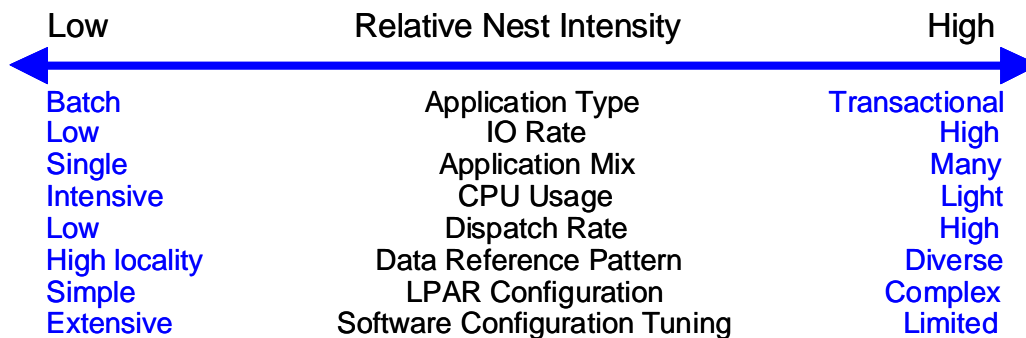 Low Relative Nest Intensity High
Batch Application Type Transactional
Low IO Rate High
Single Application Mix Many
Intensive CPU Usage Light
Low Dispatch Rate High
High locality Data Reference Pattern Diverse
Simple LPAR Configuration Complex
Extensive Software Configuration Tuning Limited